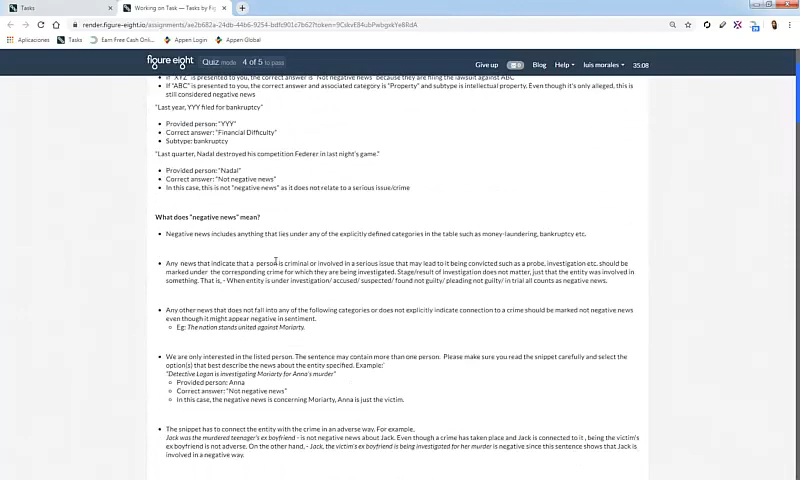 Tasks
Working on Task — Tasks by Fig
render.figure-eight.io/assignments/
Aplicaciones Tasks Earn Free Cash Onli... Appen Login Appen Global
figure eight Quiz mode 4 of 5 to pass Give up Blog Help luis morales 35:08
If "XYZ" is presented to you, the correct answer is "Not negative news" because they are filing the lawsuit against ABC
If "ABC" is presented to you, the correct answer and associated category is "Property" and subtype is intellectual property. Even though it's only alleged, this is
still considered negative news
"Last year, YYY filed for bankruptcy"
Provided person: "YYY"
Correct answer: "Financial Difficulty"
Subtype: bankruptcy
"Last quarter, Nadal destroyed his competition Federer in last night's game."
Provided person: "Nadal"
Correct answer: "Not negative news"
In this case, this is not "negative news" as it does not relate to a serious issue/crime
What does "negative news" mean?
Negative news includes anything that lies under any of the explicitly defined categories in the table such as money-laundering, bankruptcy etc.
Any news that indicate that a person is criminal or involved in a serious issue that may lead to it being convicted such as a probe, investigation etc. should be
marked under the corresponding crime for which they are being investigated. Stage/result of investigation does not matter, just that the entity was involved in
something. That is, - When entity is under investigation/ accused/ suspected/ found not guilty/ pleading not guilty/ in trial all counts as negative news.
Any other news that does not fall into any of the following categories or does not explicitly indicate connection to a crime should be marked not negative news
even though it might appear negative in sentiment.
Eg: The nation stands united against Moriarty.
We are only interested in the listed person. The sentence may contain more than one person. Please make sure you read the snippet carefully and select the
option(s) that best describe the news about the entity specified. Example:
"Detective Logan is investigating Moriarty for Anna's murder"
Provided person: Anna
Correct answer: "Not negative news"
In this case, the negative news is concerning Moriarty, Anna is just the victim.
The snippet has to connect the entity with the crime in an adverse way. For example,
Jack was the murdered teenager's ex boyfriend - is not negative news about Jack. Even though a crime has taken place and Jack is connected to it , being the victim's
ex boyfriend is not adverse. On the other hand, - Jack, the victim's ex boyfriend is being investigated for her murder is negative since this sentence shows that Jack is
involved in a negative way.